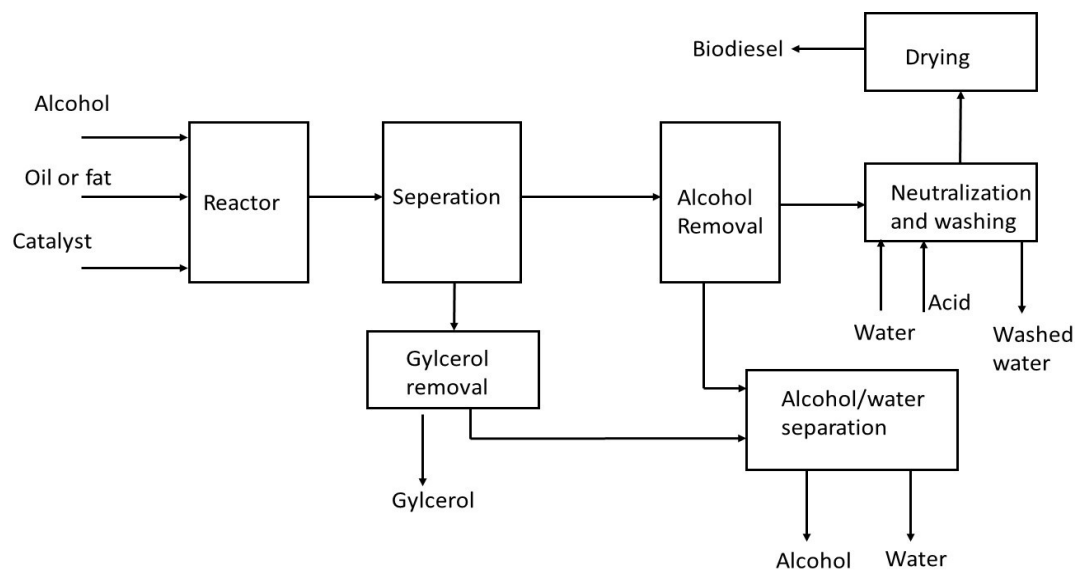 Biodiesel
Drying
Alcohol
Oil or fat
Catalyst
Reactor
Seperation
Alcohol
Removal
Neutralization
and washing
Water
Acid
Washed
water
Gylcerol
removal
Gylcerol
Alcohol/water
separation
Alcohol
Water